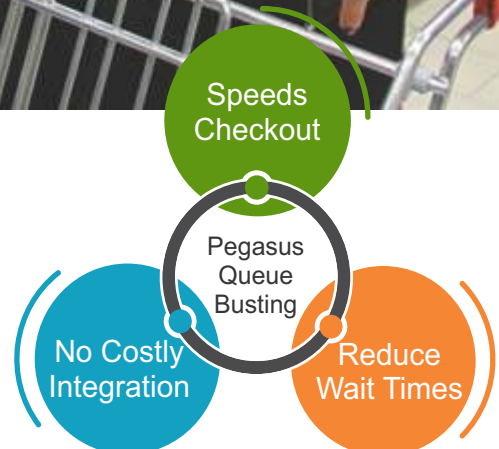 Speeds
Checkout
Pegasus
Queue
Busting
No Costly
Integration
Reduce
Wait Times